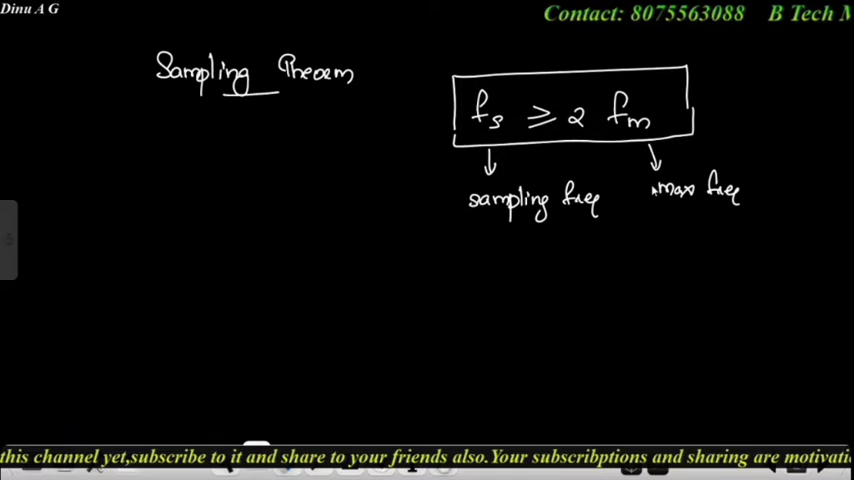 Dinu A G
Contact: 8075563088 B Tech M
Sampling Theorem
fs ≥ 2 fm
sampling freq
max freq
this channel yet,subscribe to it and share to your friends also.Your subscribptions and sharing are motivati